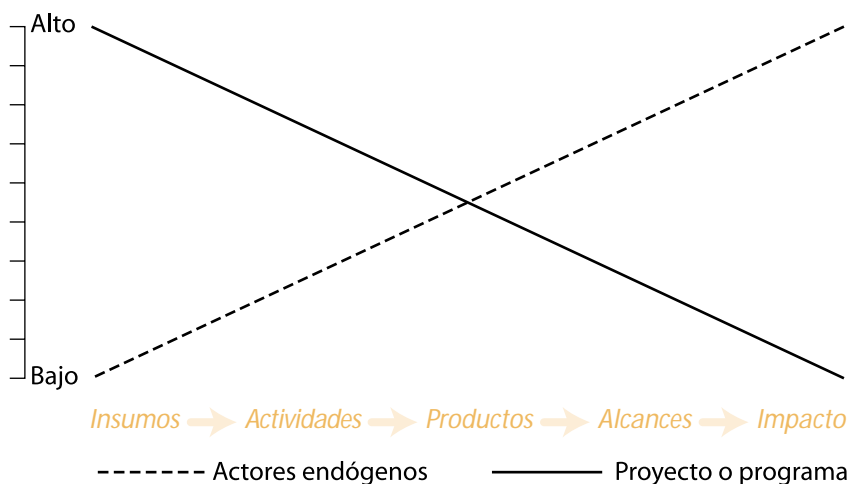 Alto
Bajo
Insumos Actividades Productos Alcances Impacto
Actores endógenos Proyecto o programa